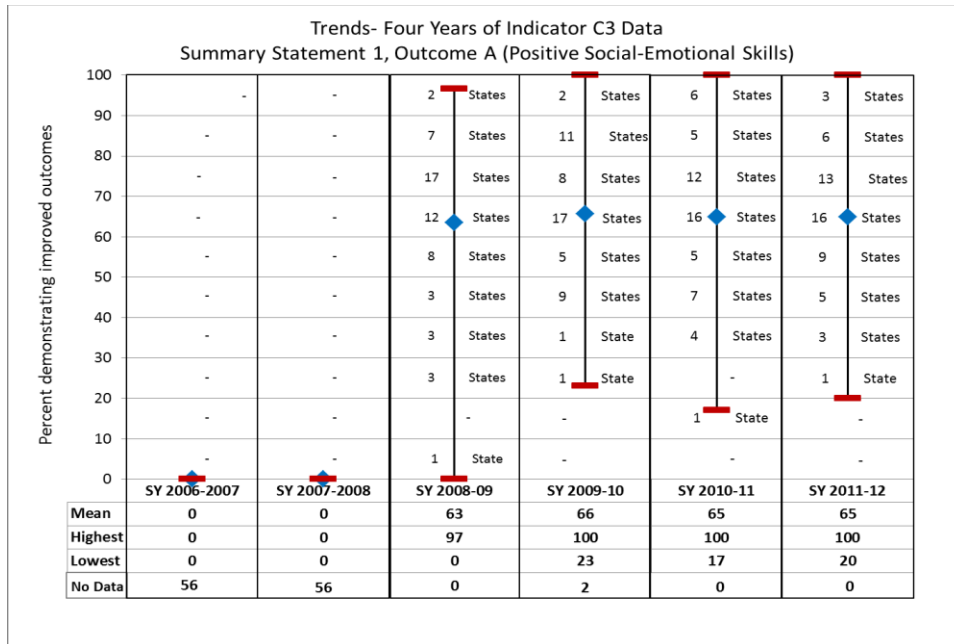 Trends- Four Years of Indicator C3 Data
Summary Statement 1, Outcome A (Positive Social-Emotional Skills)
Percent demonstrating improved outcomes
100
- - 2 States 2 States 6 States 3 States
90
- - 7 States 11 States 5 States 6 States
80
- - 17 States 8 States 12 States 13 States
70
- - 12 States 17 States 16 States 16 States
60
- - 8 States 5 States 5 States 9 States
50
- - 3 States 9 States 7 States 5 States
40
- - 3 States 1 State 4 States 3 States
30
- - 3 States 1 State - 1 State
20
- - - - 1 State -
10
- - 1 State - - -
0
SY 2006-2007 SY 2007-2008 SY 2008-09 SY 2009-10 SY 2010-11 SY 2011-12
Mean 0 0 63 66 65 65
Highest 0 0 97 100 100 100
Lowest 0 0 0 23 17 20
No Data 56 56 0 2 0 0